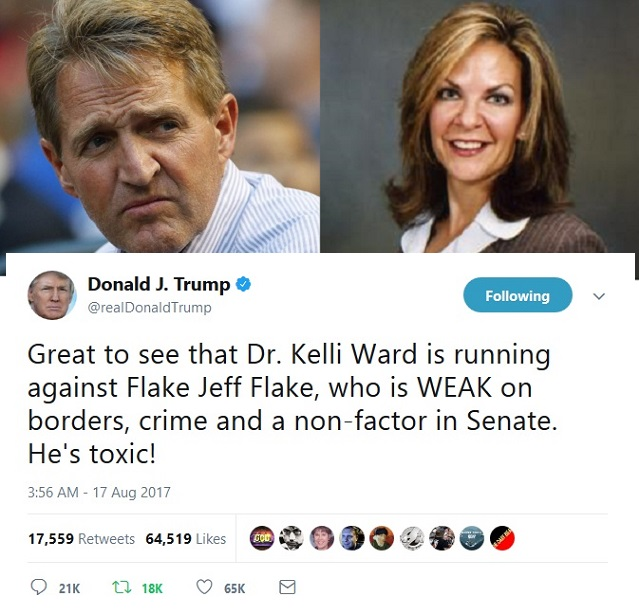 Donald J. Trump
@realDonaldTrump
Following
Great to see that Dr. Kelli Ward is running
against Flake Jeff Flake, who is WEAK on
borders, crime and a non-factor in Senate.
He's toxic!
3:56 AM - 17 Aug 2017
17,559 Retweets 64,519 Likes
21K 18K 65K